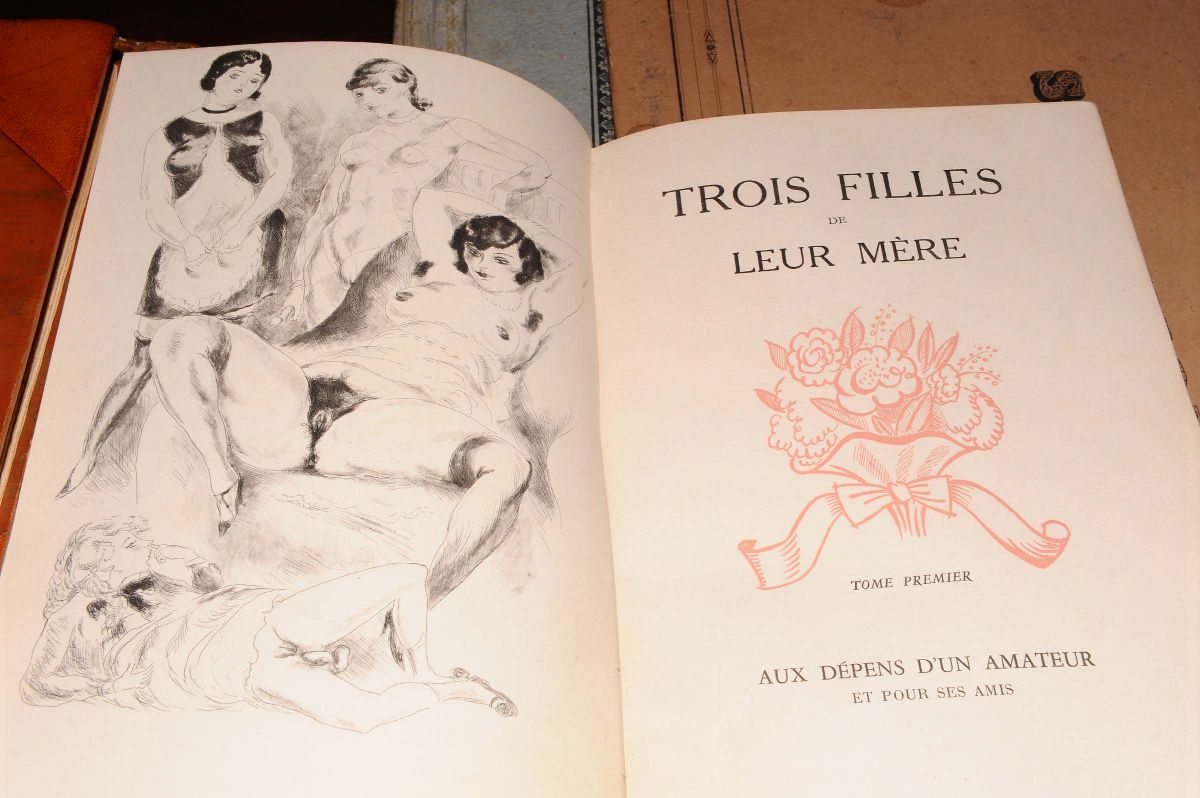 TROIS FILLES
DE
LEUR MÈRE
TOME PREMIER
AUX DÉPENS D'UN AMATEUR
ET POUR SES AMIS